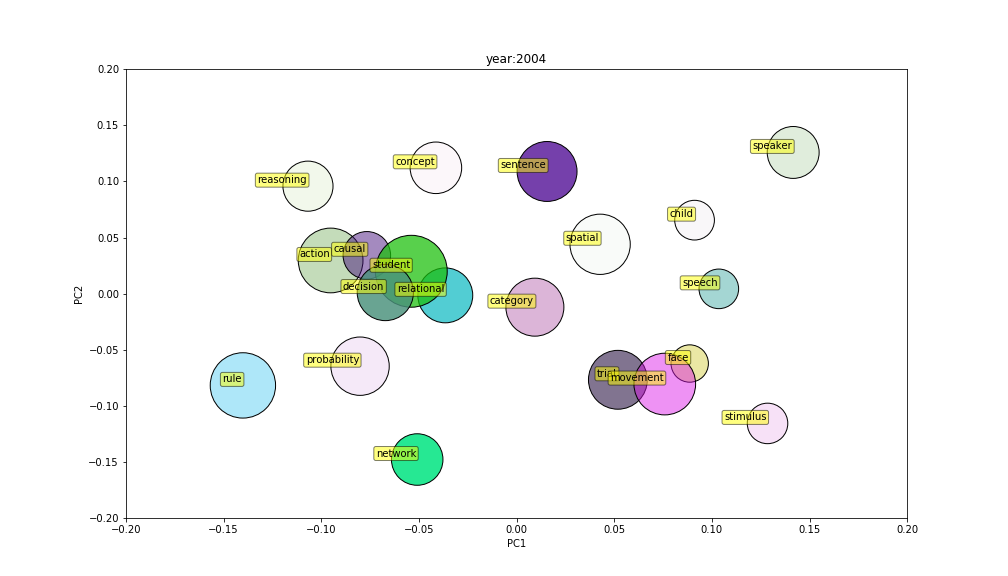 year:2004
0.20
0.15
0.10
0.05
0.00
−0.05
−0.10
−0.15
−0.20
PC2
speaker
concept
sentence
reasoning
child
spatial
causal
action
student
decision
relational
speech
category
face
trial
movement
probability
rule
stimulus
network
−0.20
−0.15
−0.10
−0.05
0.00
0.05
0.10
0.15
0.20
PC1